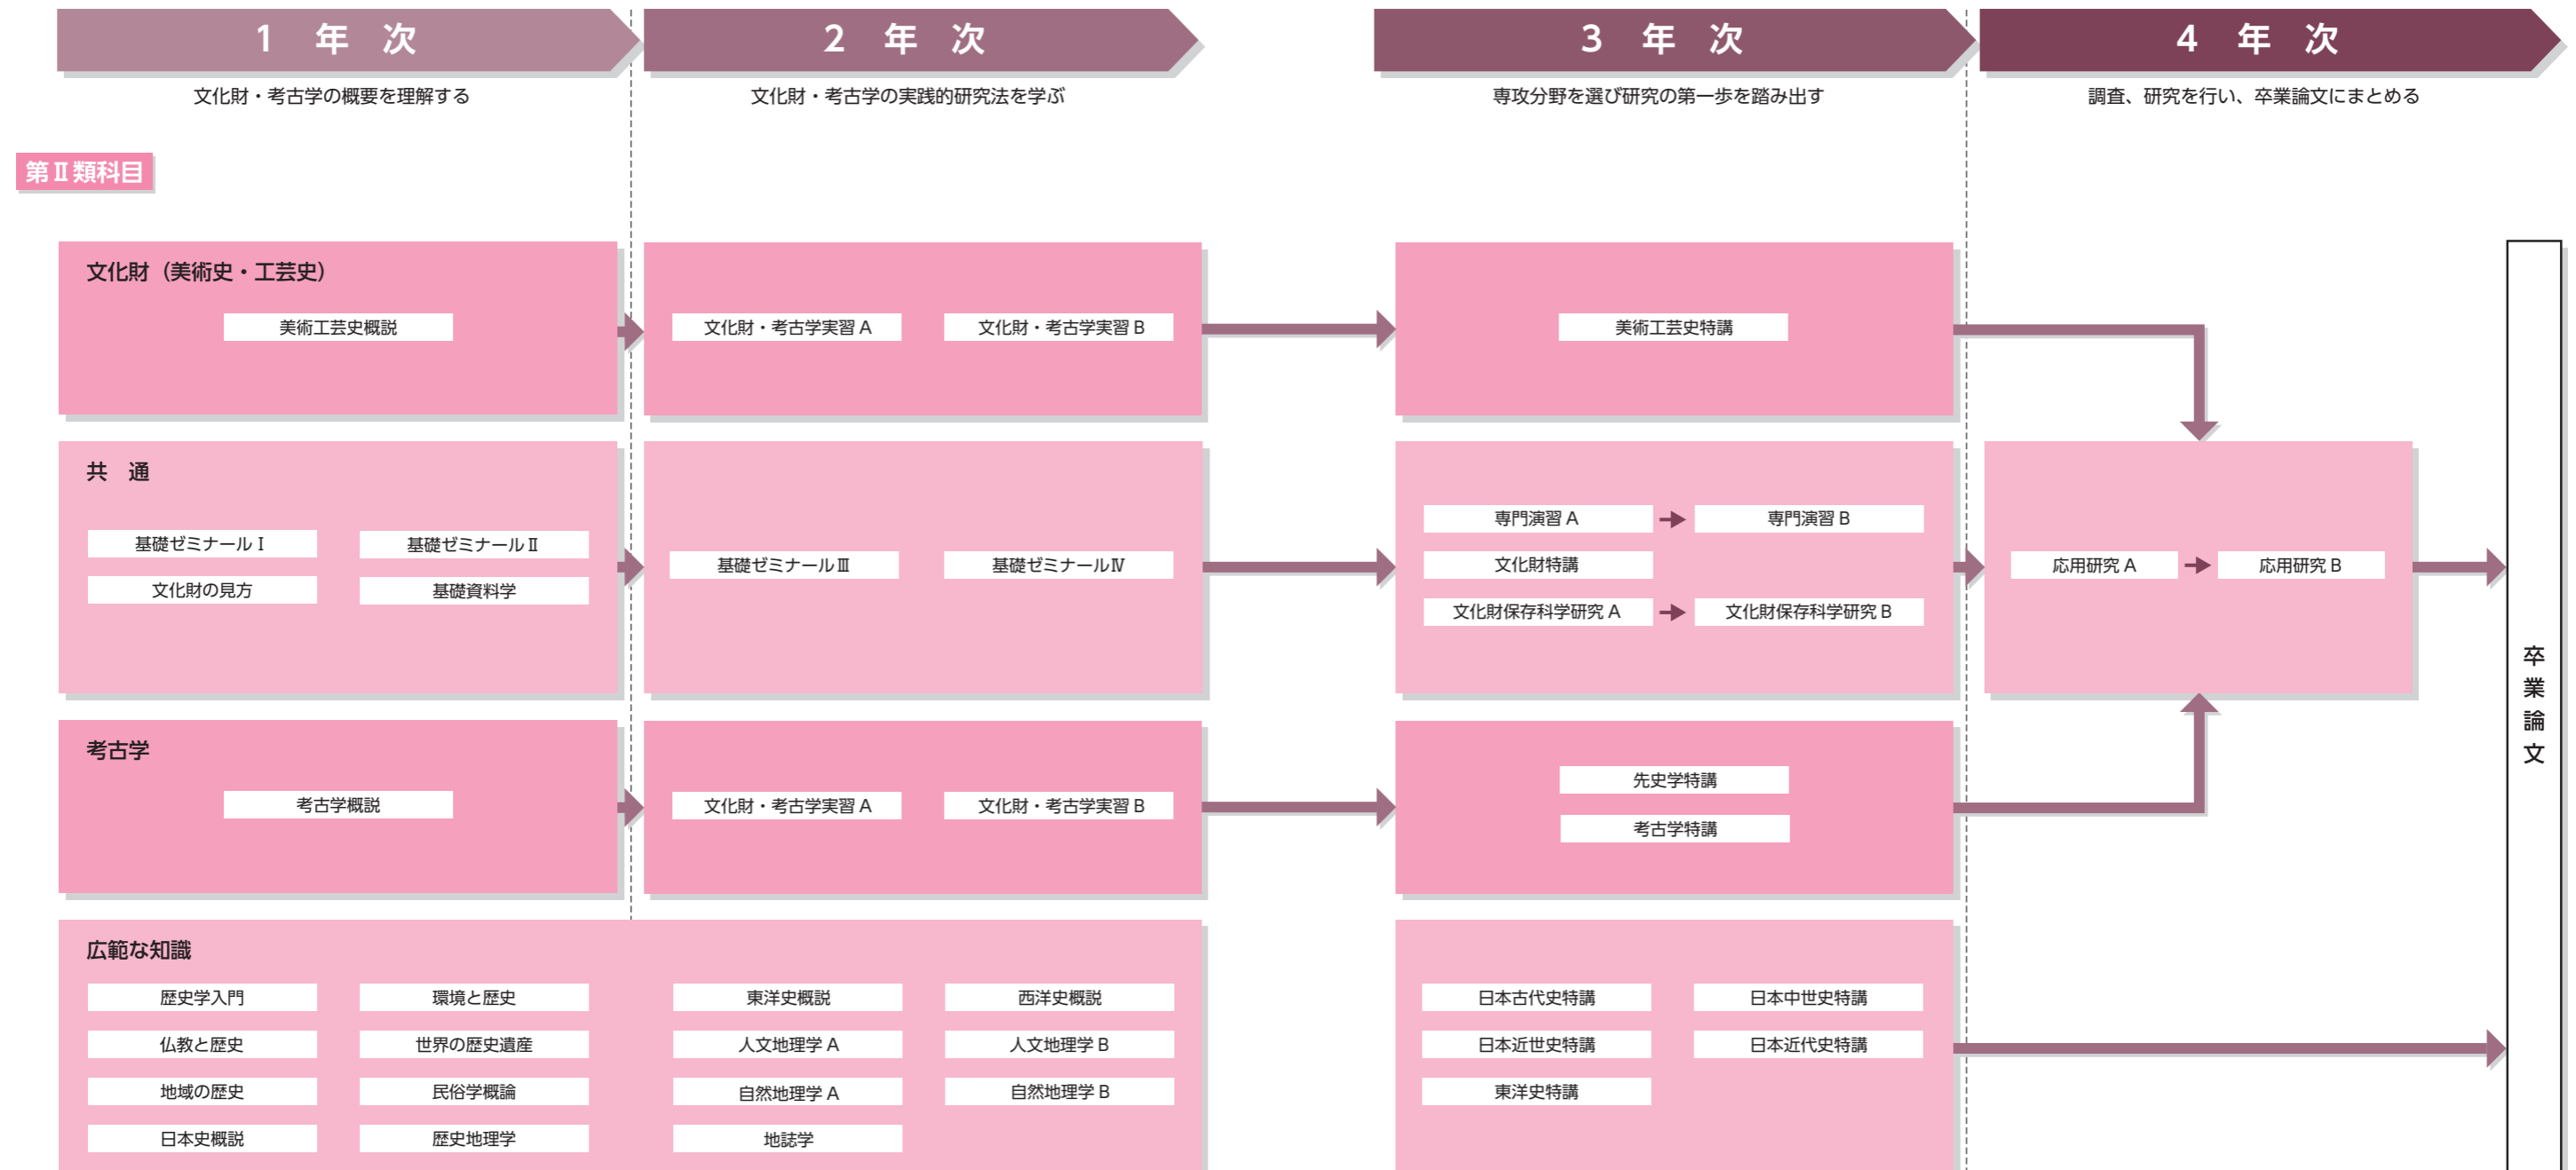 1 年 次
2 年 次
3 年 次
4 年 次
文化財・考古学の概要を理解する
文化財・考古学の実践的研究法を学ぶ
専攻分野を選び研究の第一歩を踏み出す
調査、研究を行い、卒業論文にまとめる
第Ⅱ類科目
文化財（美術史・工芸史）
美術工芸史概説
文化財・考古学実習 A
文化財・考古学実習 B
美術工芸史特講
共 通
基礎ゼミナールⅠ
基礎ゼミナールⅡ
文化財の見方
基礎資料学
基礎ゼミナールⅢ
基礎ゼミナールⅣ
専門演習 A
専門演習 B
文化財特講
文化財保存科学研究 A
文化財保存科学研究 B
応用研究 A
応用研究 B
卒業論文
考古学
考古学概説
文化財・考古学実習 A
文化財・考古学実習 B
先史学特講
考古学特講
広範な知識
歴史学入門
環境と歴史
東洋史概説
西洋史概説
仏教と歴史
世界の歴史遺産
人文地理学 A
人文地理学 B
地域の歴史
民俗学概論
自然地理学 A
自然地理学 B
日本史概説
歴史地理学
地誌学
日本古代史特講
日本中世史特講
日本近世史特講
日本近代史特講
東洋史特講